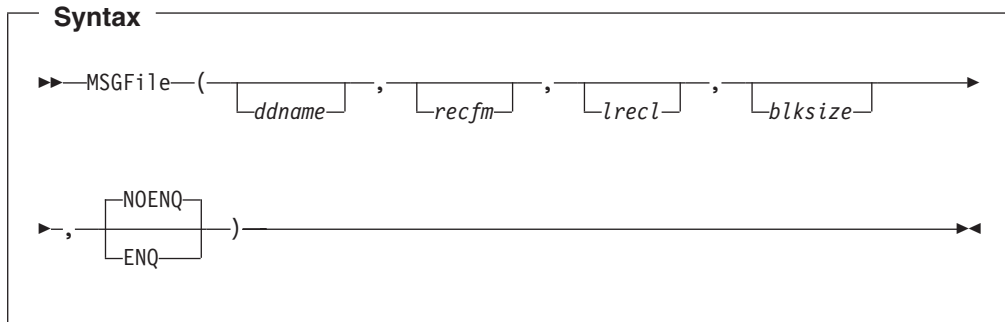 Syntax
MSGFile ( , , , 
ddname recfm lrecl blksize
NOENQ
, )
ENQ